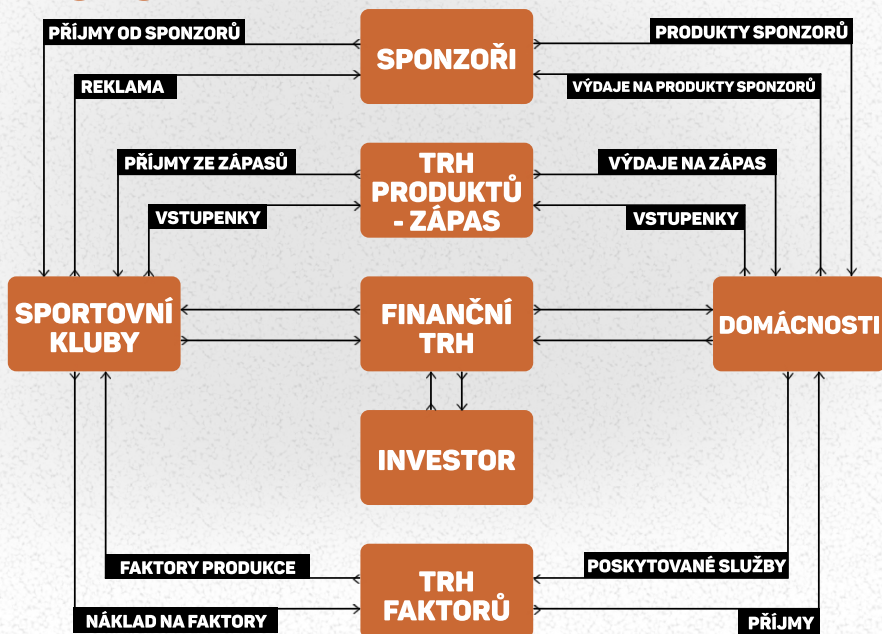 PŘÍJMY OD SPONZORŮ
SPONZOŘI
PRODUKTY SPONZORŮ
REKLAMA
VÝDAJE NA PRODUKTY SPONZORŮ
PŘÍJMY ZE ZÁPASŮ
TRH
PRODUKTŮ
- ZÁPAS
VÝDAJE NA ZÁPAS
VSTUPENKY
VSTUPENKY
SPORTOVNÍ
KLUBY
FINANČNÍ
TRH
DOMÁCNOSTI
INVESTOR
FAKTORY PRODUKCE
TRH
FAKTORŮ
POSKYTOVANÉ SLUŽBY
NÁKLAD NA FAKTORY
PŘÍJMY